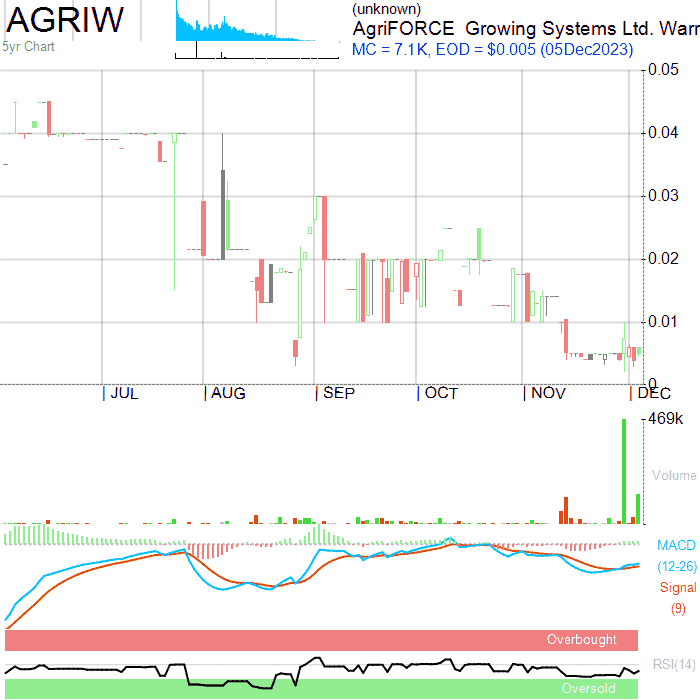 AGRIW
5yr Chart
(unknown)
AgriFORCE Growing Systems Ltd. Warr
MC = 7.1K, EOD = $0.005 (05Dec2023)
0.05
0.04
0.03
0.02
0.01
0
JUL AUG SEP OCT NOV DEC
469k
Volume
MACD
(12-26)
Signal
(9)
Overbought
RSI(14)
Oversold